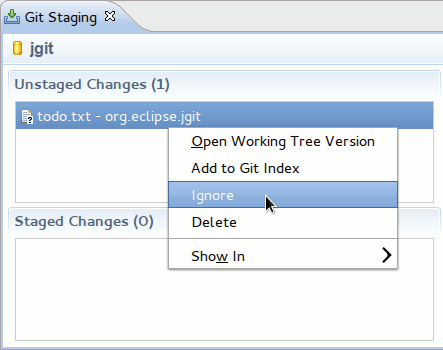 Git Staging
jgit
Unstaged Changes (1)
todo.txt - org.eclipse.jgit
Open Working Tree Version
Add to Git Index
Ignore
Delete
Staged Changes (0)
Show In